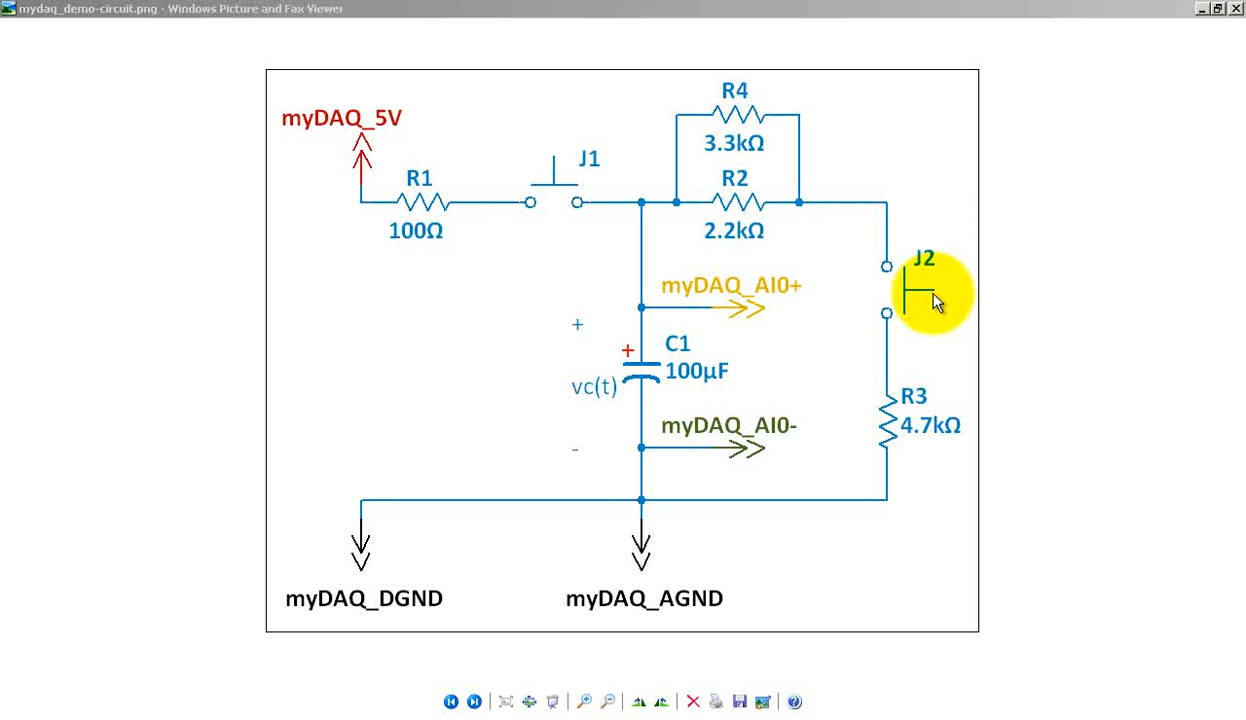 mydaq_demo-circuit.png - Windows Picture and Fax Viewer
R4
myDAQ_5V
3.3kΩ
J1
R1
R2
100Ω
2.2kΩ
J2
myDAQ_AI0+
+
+
C1
100µF
vc(t)
R3
4.7kΩ
myDAQ_AI0-
-
myDAQ_DGND
myDAQ_AGND